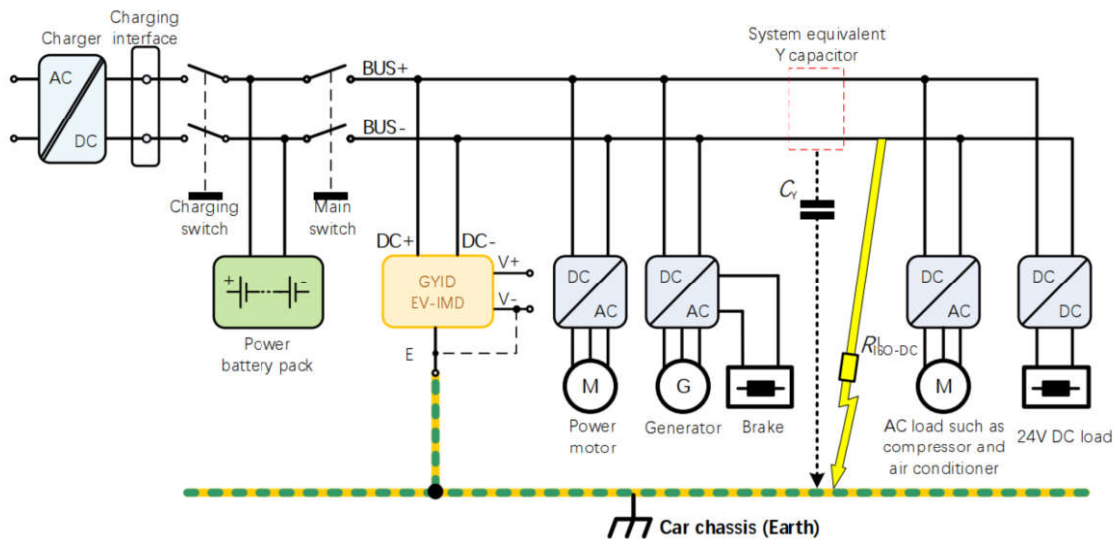 Charger
Charging
interface
AC
DC
BUS+
BUS-
Charging
switch
Main
switch
System equivalent
Y capacitor
C_Y
DC+
DC-
GYID
EV-IMD
V+
V-
E
+
-
Power
battery pack
DC
AC
M
Power
motor
DC
AC
G
Generator
Brake
R_ISO-DC
DC
AC
M
AC load such as
compressor and
air conditioner
DC
DC
24V DC load
Car chassis (Earth)